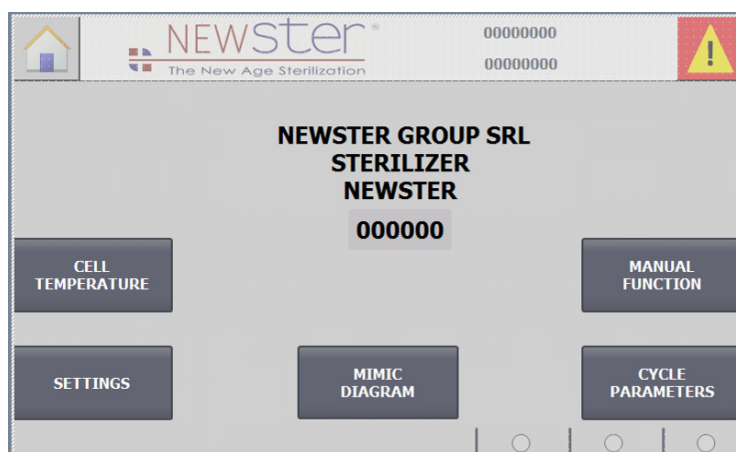 NEWSter®
The New Age Sterilization
00000000
00000000
!
NEWSTER GROUP SRL
STERILIZER
NEWSTER
000000
CELL
TEMPERATURE
MANUAL
FUNCTION
SETTINGS
MIMIC
DIAGRAM
CYCLE
PARAMETERS